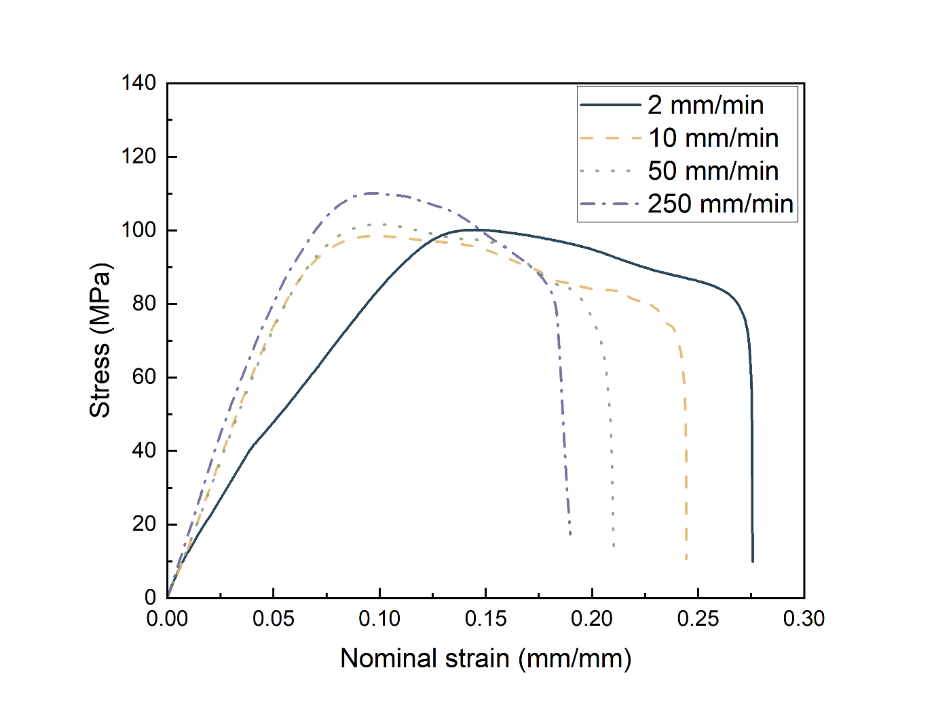 140
120
100
80
60
40
20
0
Stress (MPa)
2 mm/min
10 mm/min
50 mm/min
250 mm/min
0.00 0.05 0.10 0.15 0.20 0.25 0.30
Nominal strain (mm/mm)